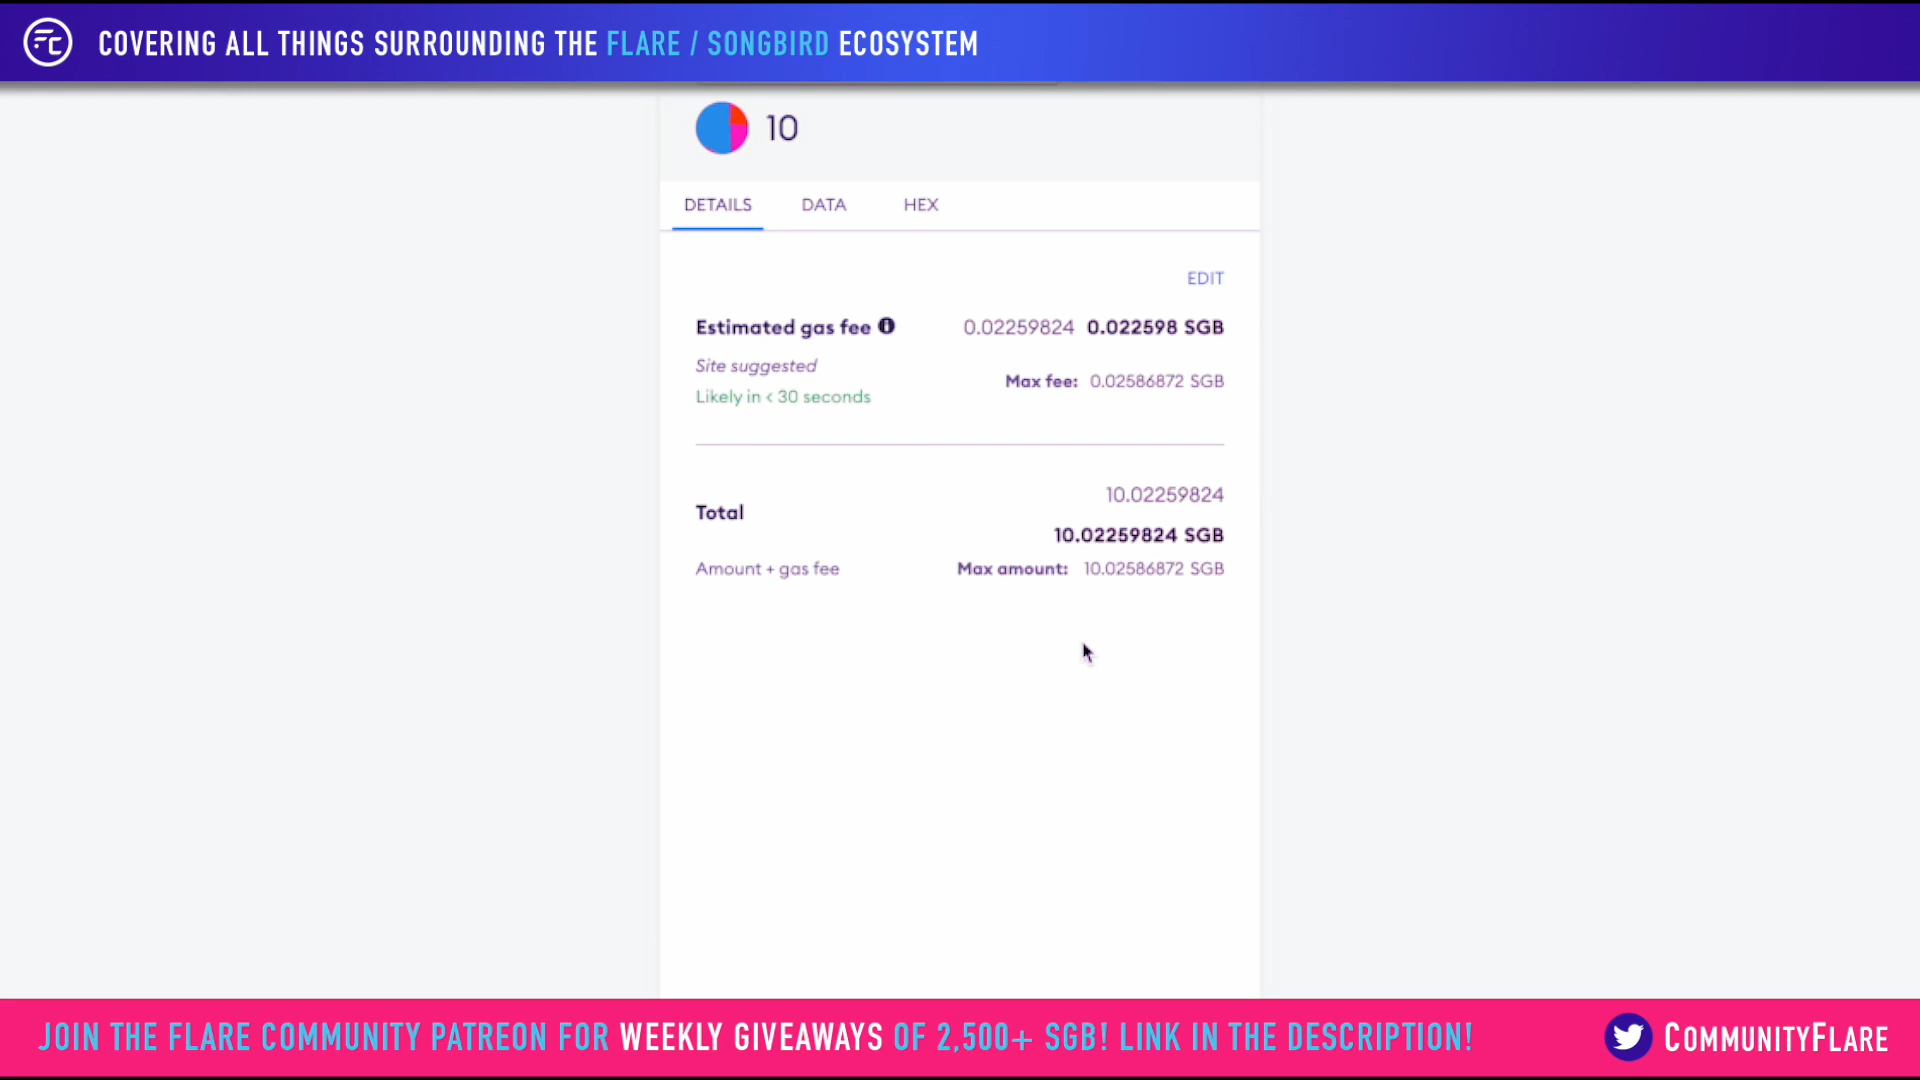 COVERING ALL THINGS SURROUNDING THE FLARE / SONGBIRD ECOSYSTEM
10
DETAILS DATA HEX
EDIT
Estimated gas fee 0.02259824 0.022598 SGB
Site suggested
Max fee: 0.02586872 SGB
Likely in < 30 seconds
10.02259824
Total
10.02259824 SGB
Amount + gas fee Max amount: 10.02586872 SGB
JOIN THE FLARE COMMUNITY PATREON FOR WEEKLY GIVEAWAYS OF 2,500+ SGB! LINK IN THE DESCRIPTION!
COMMUNITYFLARE